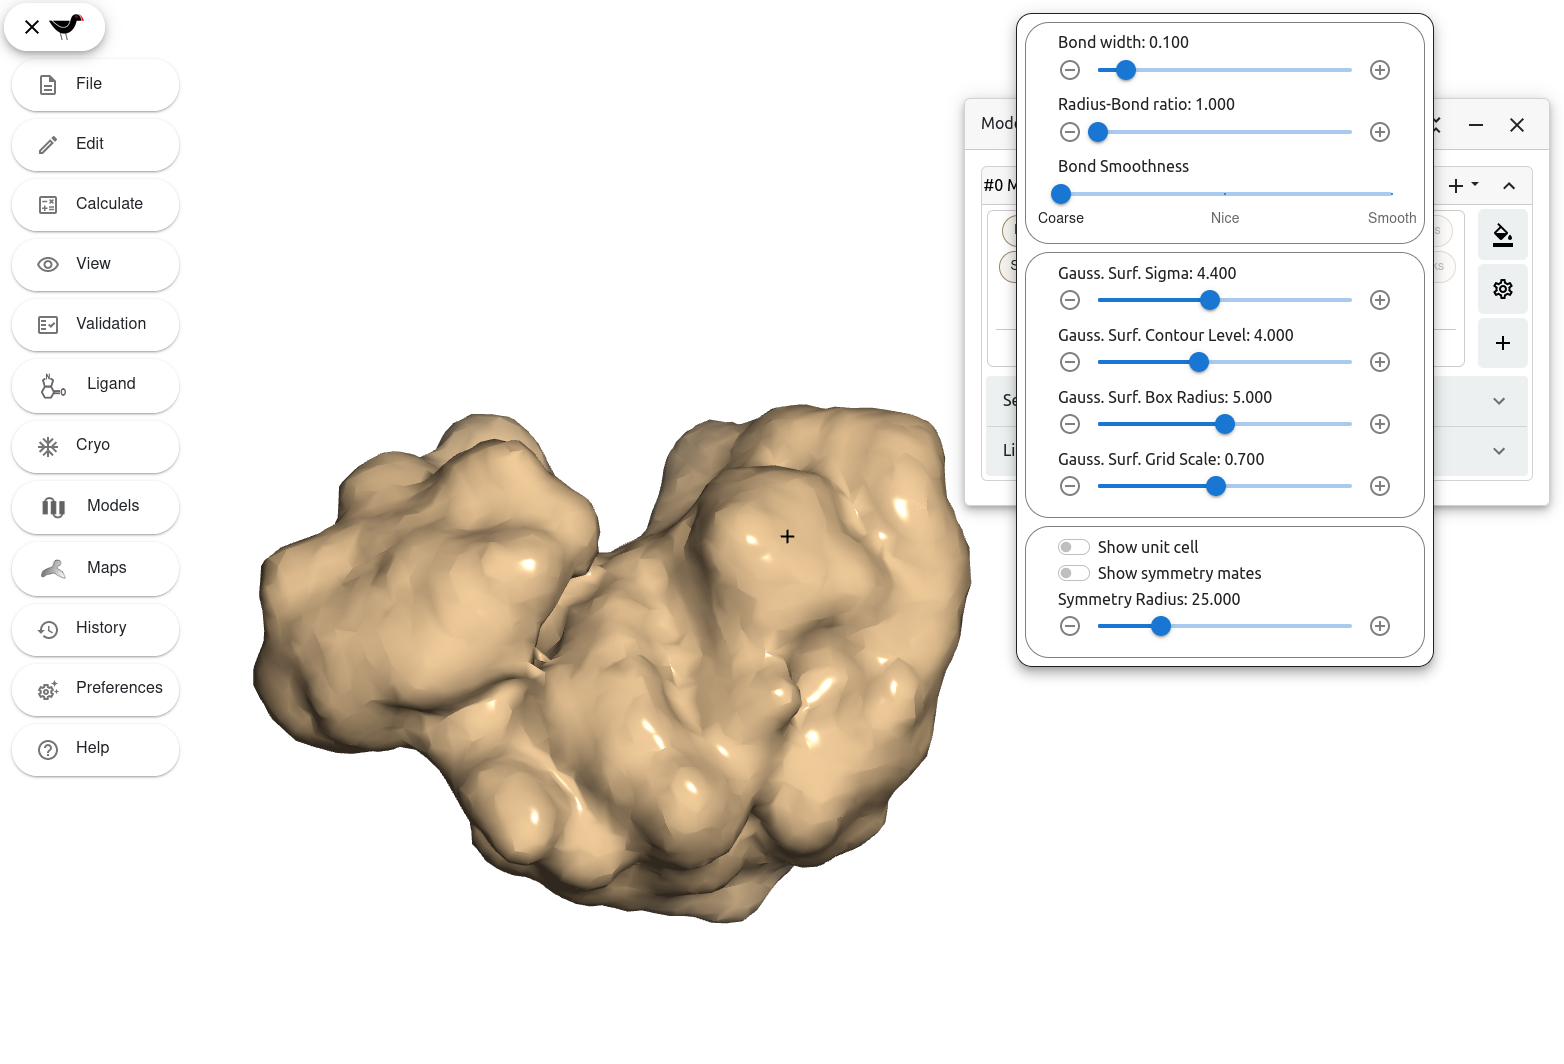 File
Edit
Calculate
View
Validation
Ligand
Cryo
Models
Maps
History
Preferences
Help
Bond width: 0.100
Radius-Bond ratio: 1.000
Bond Smoothness
Coarse Nice Smooth
Gauss. Surf. Sigma: 4.400
Gauss. Surf. Contour Level: 4.000
Gauss. Surf. Box Radius: 5.000
Gauss. Surf. Grid Scale: 0.700
Show unit cell
Show symmetry mates
Symmetry Radius: 25.000
#0